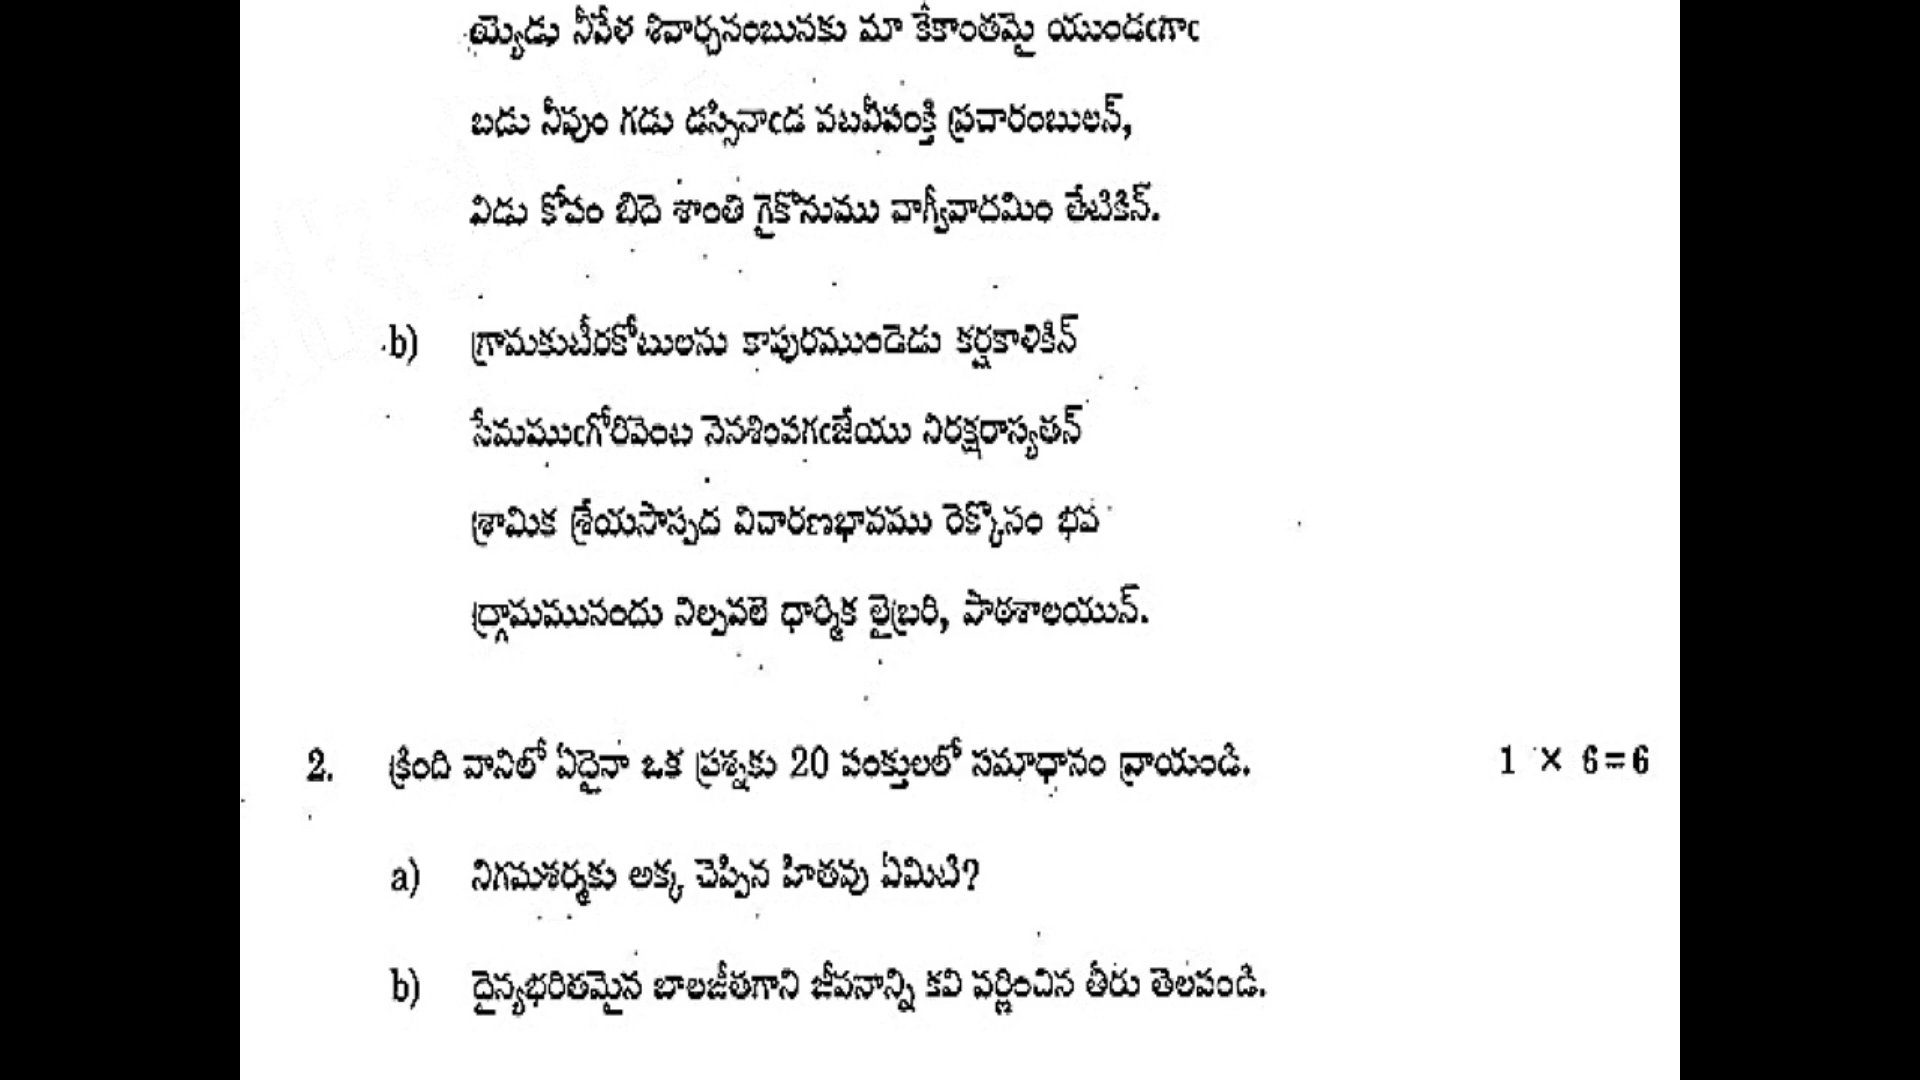 య్యెడు నీవేళ శివార్చనంబునకు మా కేకాంతమై యుండఁగాఁ
బడు నీవుం గడు డస్సినాఁడ వటవీపంక్తి ప్రచారంబులన్,
విడు కోపం బిదె శాంతి గైకొనుము వాగ్వివాదమిం తేటికిన్.
b) గ్రామకుటీరకోటులను కాపురముండెడు కర్షకాళికిన్
సేమముఁగోరివెంట నెనశింపగఁజేయు నిరక్షరాస్యతన్
శ్రామిక శ్రేయసాస్పద విచారణభావము రెక్కొనం భవ
ర్గ్రామమునందు నిల్పవలె ధార్మిక లైబ్రరి, పాఠశాలయున్.
2. క్రింది వానిలో ఏదైనా ఒక ప్రశ్నకు 20 పంక్తులలో సమాధానం వ్రాయండి. 1 × 6=6
a) నిగమశర్మకు అక్క చెప్పిన హితవు ఏమిటి?
b) దైన్యభరితమైన బాలజీతగాని జీవనాన్ని కవి వర్ణించిన తీరు తెలపండి.